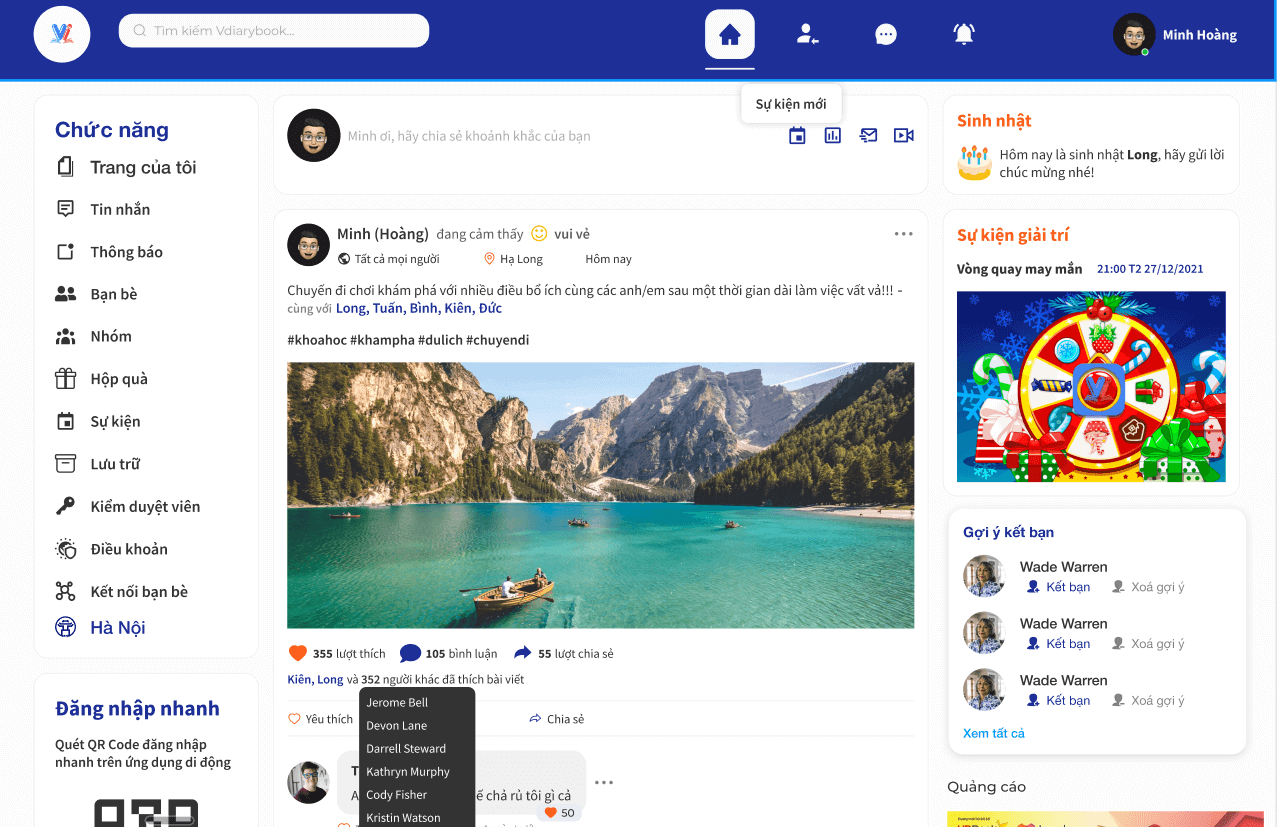 Tìm kiếm Vdiarybook...
Minh Hoàng
Sự kiện mới
Chức năng
Trang của tôi
Tin nhắn
Thông báo
Bạn bè
Nhóm
Hộp quà
Sự kiện
Lưu trữ
Kiểm duyệt viên
Điều khoản
Kết nối bạn bè
Hà Nội
Đăng nhập nhanh
Quét QR Code đăng nhập
nhanh trên ứng dụng di động
Minh ơi, hãy chia sẻ khoảnh khắc của bạn
Minh (Hoàng) đang cảm thấy vui vẻ
Tất cả mọi người Hạ Long Hôm nay
Chuyến đi chơi khám phá với nhiều điều bổ ích cùng các anh/em sau một thời gian dài làm việc vất vả!!! -
cùng với Long, Tuấn, Bình, Kiên, Đức
#khoahoc #khampha #dulich #chuyendi
355 lượt thích 105 bình luận 55 lượt chia sẻ
Kiên, Long và 352 người khác đã thích bài viết
Yêu thích Chia sẻ
Jerome Bell
Devon Lane
Darrell Steward
Kathryn Murphy
Cody Fisher
Kristin Watson
chả rủ tôi gì cả
50
Sinh nhật
Hôm nay là sinh nhật Long, hãy gửi lời
chúc mừng nhé!
Sự kiện giải trí
Vòng quay may mắn 21:00 T2 27/12/2021
Gợi ý kết bạn
Wade Warren
Kết bạn Xoá gợi ý
Wade Warren
Kết bạn Xoá gợi ý
Wade Warren
Kết bạn Xoá gợi ý
Xem tất cả
Quảng cáo